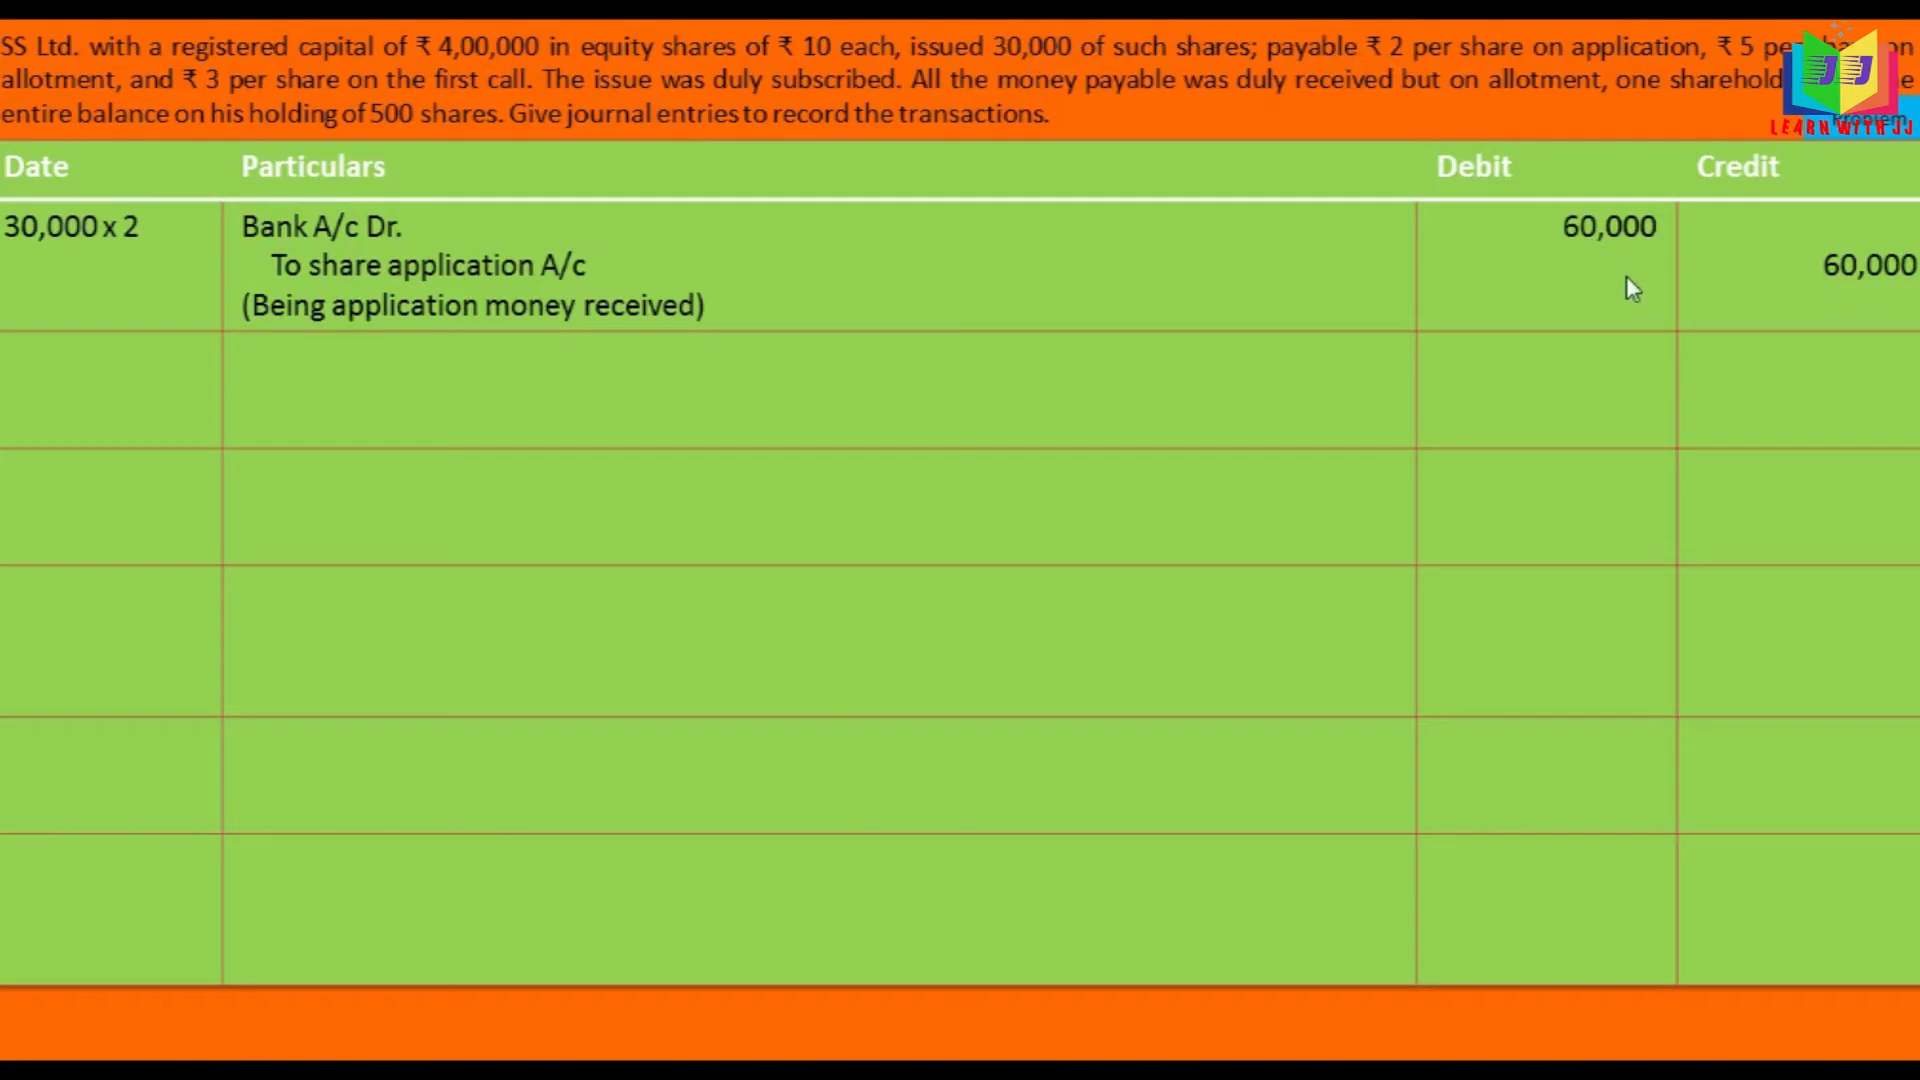 SS Ltd. with a registered capital of ₹ 4,00,000 in equity shares of ₹ 10 each, issued 30,000 of such shares; payable ₹ 2 per share on application, ₹ 5 per share on
allotment, and ₹ 3 per share on the first call. The issue was duly subscribed. All the money payable was duly received but on allotment, one
entire balance on his holding of 500 shares. Give journal entries to record the transactions.
Problem
LEARN WITH JJ
Date Particulars Debit Credit
30,000 x 2 Bank A/c Dr. 60,000
To share application A/c 60,000
(Being application money received)